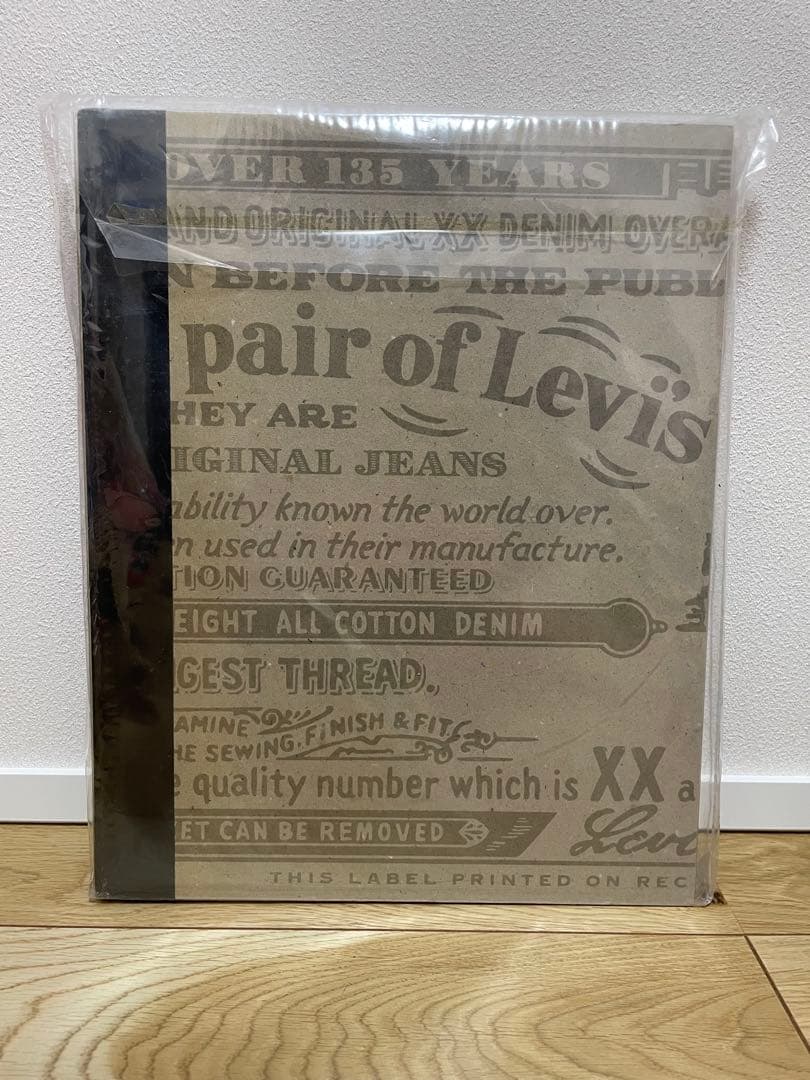 OVER 135 YEARS
AND ORIGINAL XX DENIM OVERA
N BEFORE THE PUBL
pair of Levi's
HEY ARE
IGINAL JEANS
ability known the world over.
en used in their manufacture.
TION GUARANTEED
EIGHT ALL COTTON DENIM
GEST THREAD.
AMINE FINISH & FIT.
HE SEWING.
e quality number which is XX a
ET CAN BE REMOVED
Levi
THIS LABEL PRINTED ON REC